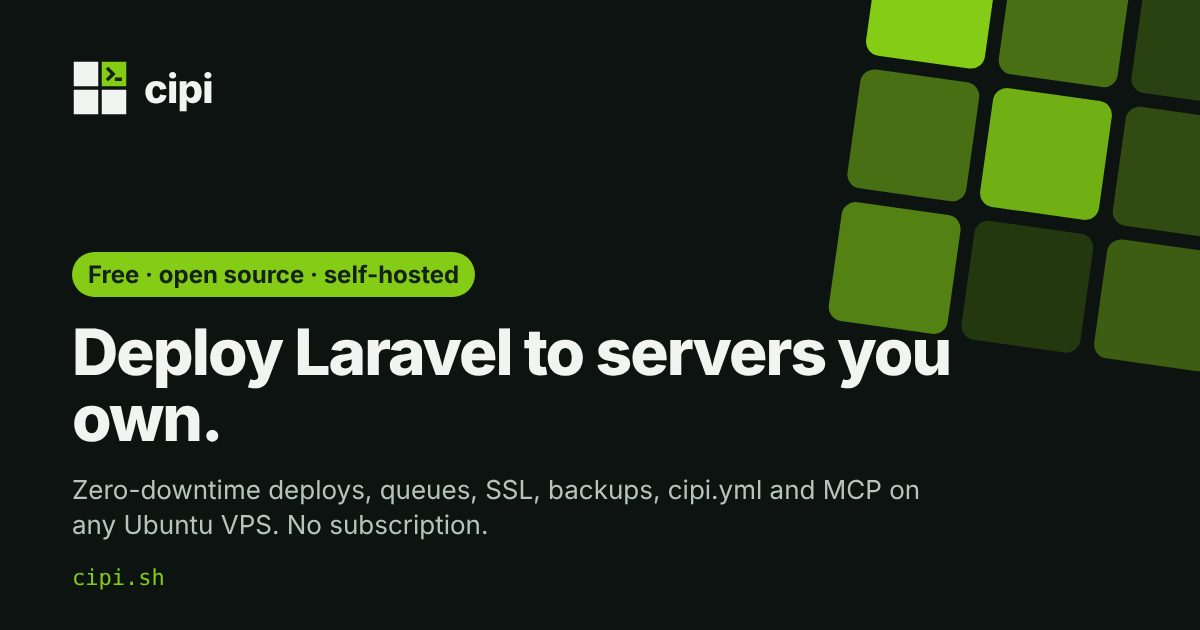 cipi
Free · open source · self-hosted
Deploy Laravel to servers you
own.
Zero-downtime deploys, queues, SSL, backups, cipi.yml and MCP on
any Ubuntu VPS. No subscription.
cipi.sh